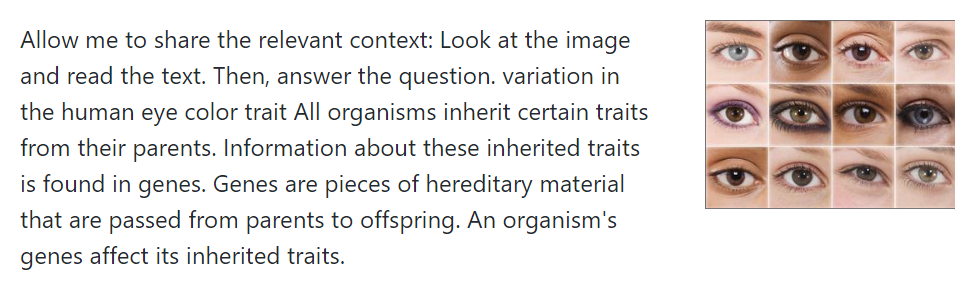 Allow me to share the relevant context: Look at the image
and read the text. Then, answer the question. variation in
the human eye color trait All organisms inherit certain traits
from their parents. Information about these inherited traits
is found in genes. Genes are pieces of hereditary material
that are passed from parents to offspring. An organism's
genes affect its inherited traits.